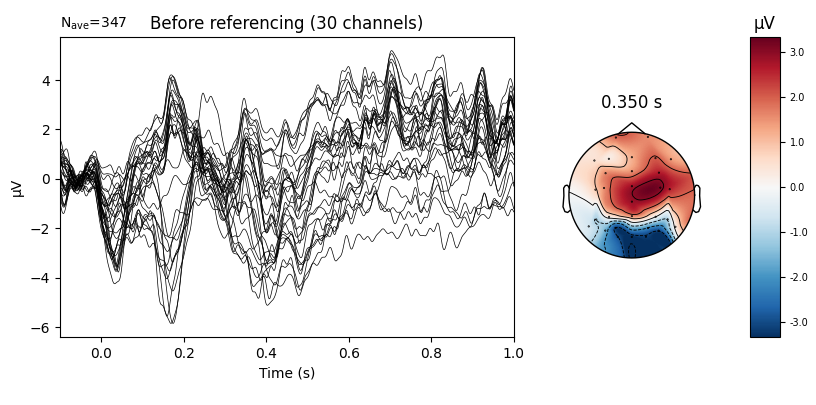 N_ave=347 Before referencing (30 channels)
µV
4
2
0
−2
−4
−6
µV
0.0 0.2 0.4 0.6 0.8 1.0
Time (s)
0.350 s
3.0
2.0
1.0
0.0
-1.0
-2.0
-3.0